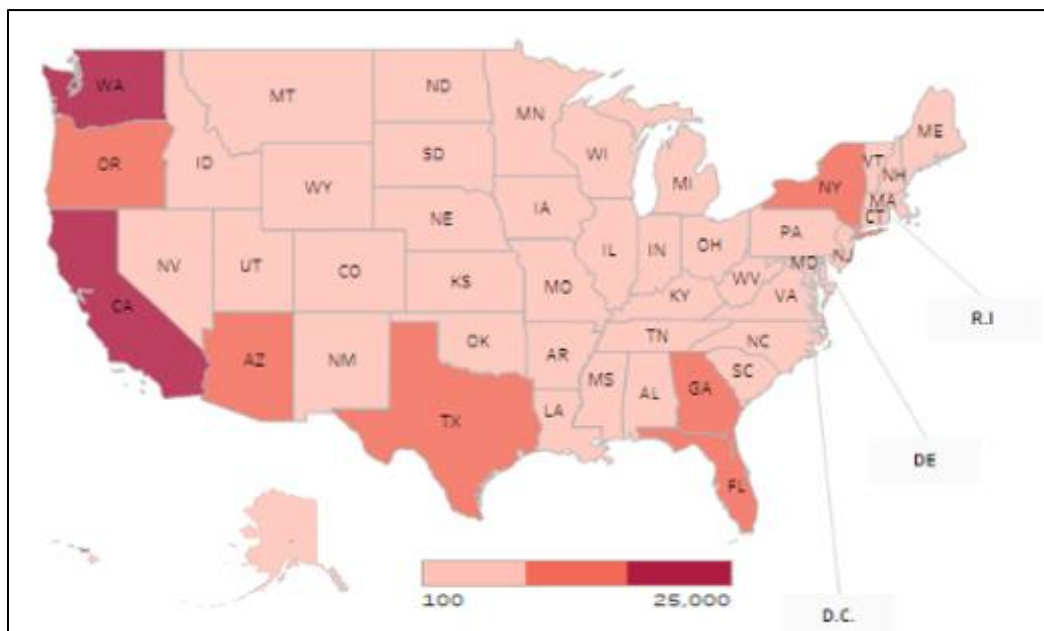 WA
MT
ND
MN
ME
OR
ID
SD
WI
VT
NH
WY
MI
NY
MA
CT
NE
IA
PA
NV
UT
CO
IL
IN
OH
NJ
MD
KS
MO
WV
VA
KY
CA
R.I
TN
NC
AZ
NM
OK
AR
SC
MS
AL
GA
TX
LA
DE
FL
100 25,000
D.C.